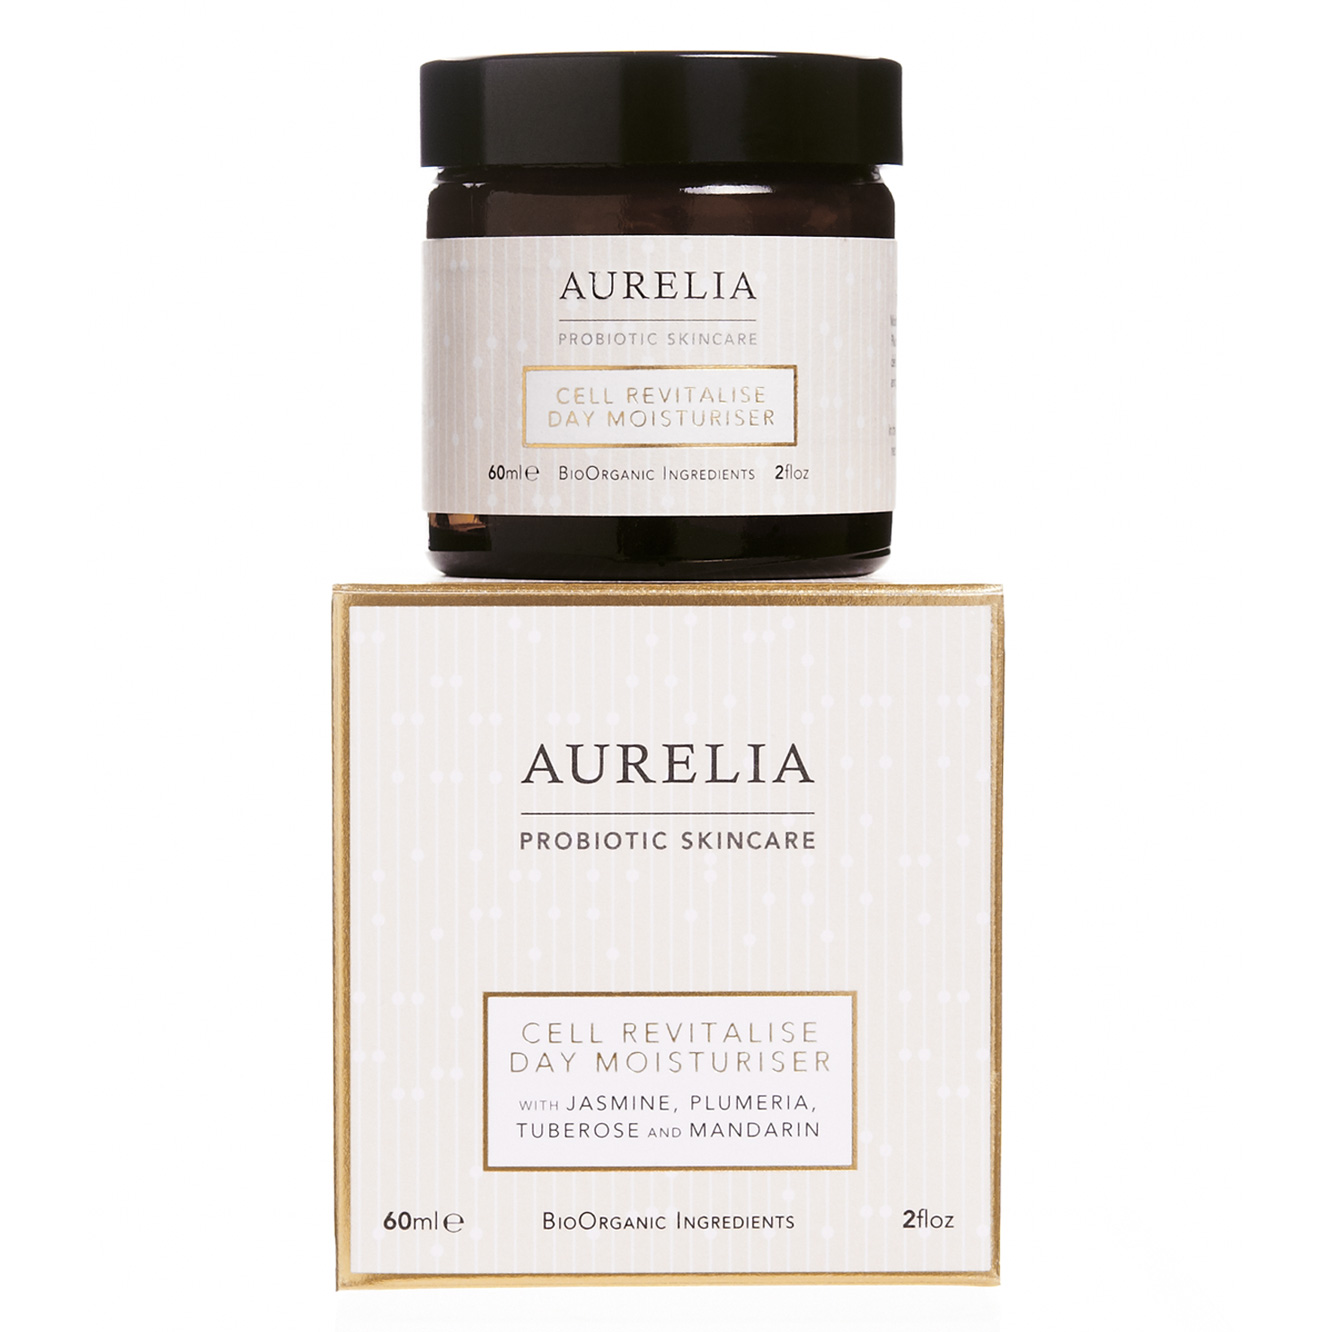 AURELIA
PROBIOTIC SKINCARE
CELL REVITALISE
DAY MOISTURISER
60ml℮ BIOORGANIC INGREDIENTS 2floz
AURELIA
PROBIOTIC SKINCARE
CELL REVITALISE
DAY MOISTURISER
WITH JASMINE, PLUMERIA,
TUBEROSE AND MANDARIN
60ml℮ BIOORGANIC INGREDIENTS 2floz